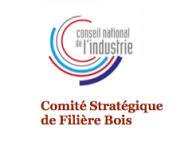 conseil national
de l'industrie
Comité Stratégique
de Filière Bois